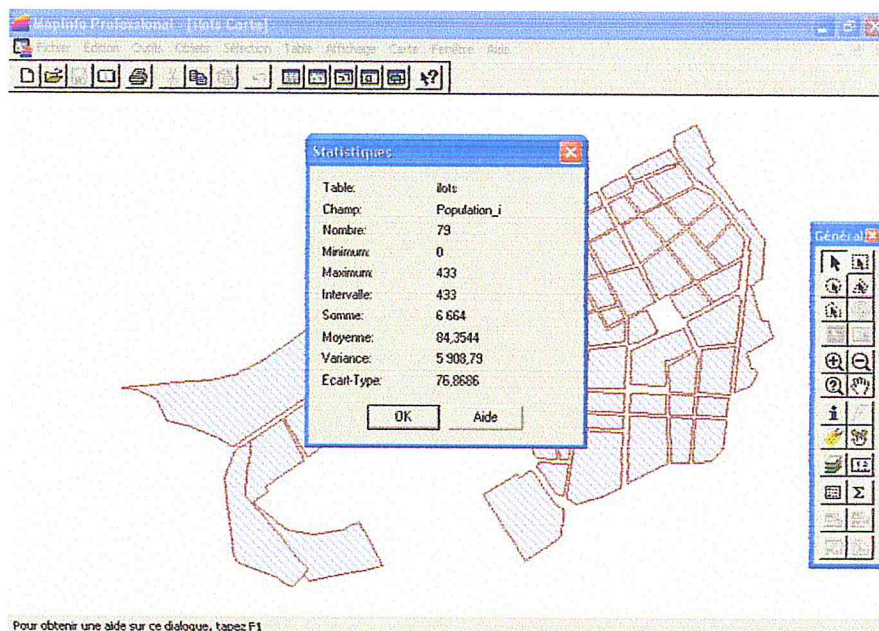 MapInfo Professional - [ilots Carte]
Fichier Edition Outils Objets Sélection Table Affichage Carte Fenêtre Aide
Statistiques
Table: ilots
Champ: Population_i
Nombre: 79
Minimum: 0
Maximum: 433
Intervalle: 433
Somme: 6 664
Moyenne: 84,3544
Variance: 5 908,79
Ecart-Type: 76,8686
OK Aide
Général
Pour obtenir une aide sur ce dialogue, tapez F1